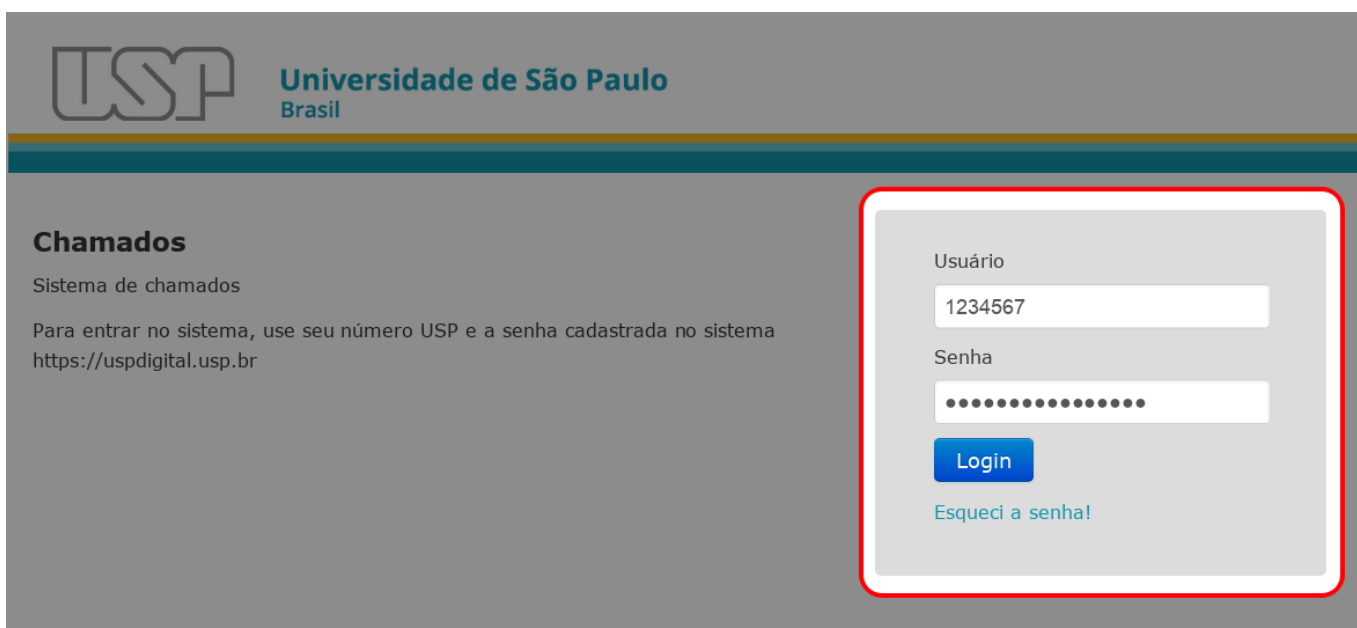 USP
Universidade de São Paulo
Brasil
Chamados
Sistema de chamados
Para entrar no sistema, use seu número USP e a senha cadastrada no sistema
https://uspdigital.usp.br
Usuário
1234567
Senha
••••••••••••••••
Login
Esqueci a senha!